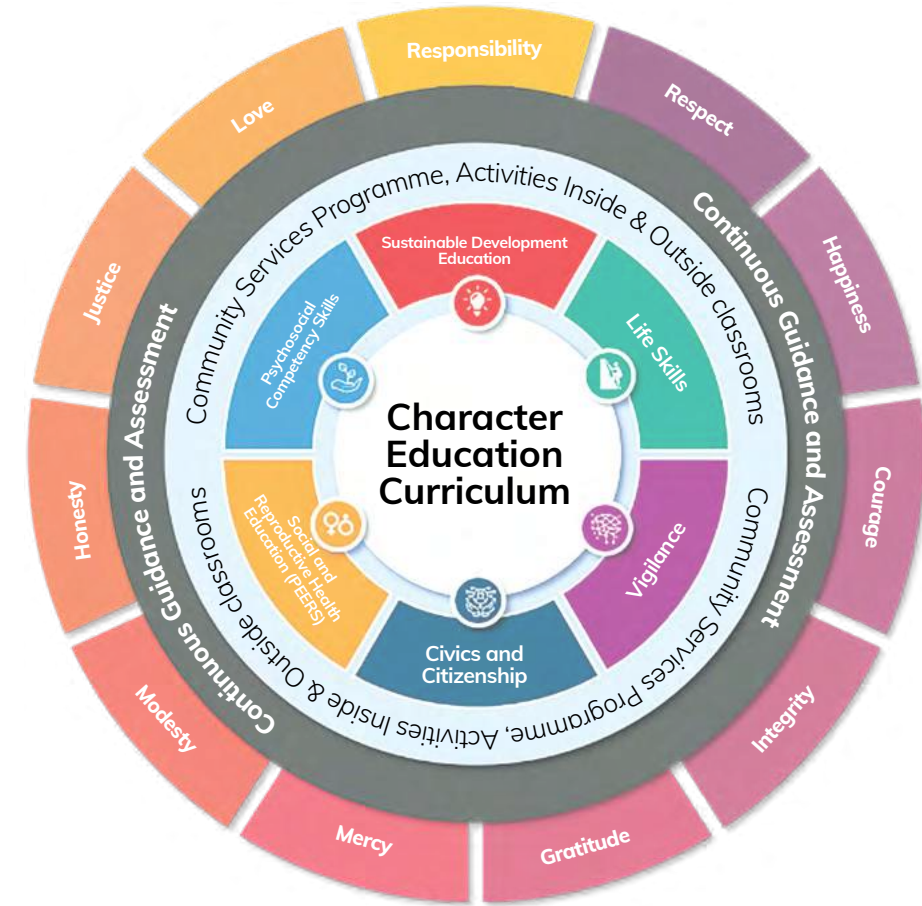 Responsibility
Respect
Happiness
Courage
Integrity
Gratitude
Mercy
Modesty
Honesty
Justice
Love
Continuous Guidance and Assessment
Continuous Guidance and Assessment
Community Services Programme, Activities Inside & Outside classrooms
Community Services Programme, Activities Inside & Outside classrooms
Sustainable Development
Education
Life Skills
Vigilance
Civics and
Citizenship
Social and
Reproductive Health
Education (PEERS)
Psychosocial
Competency Skills
Character
Education
Curriculum